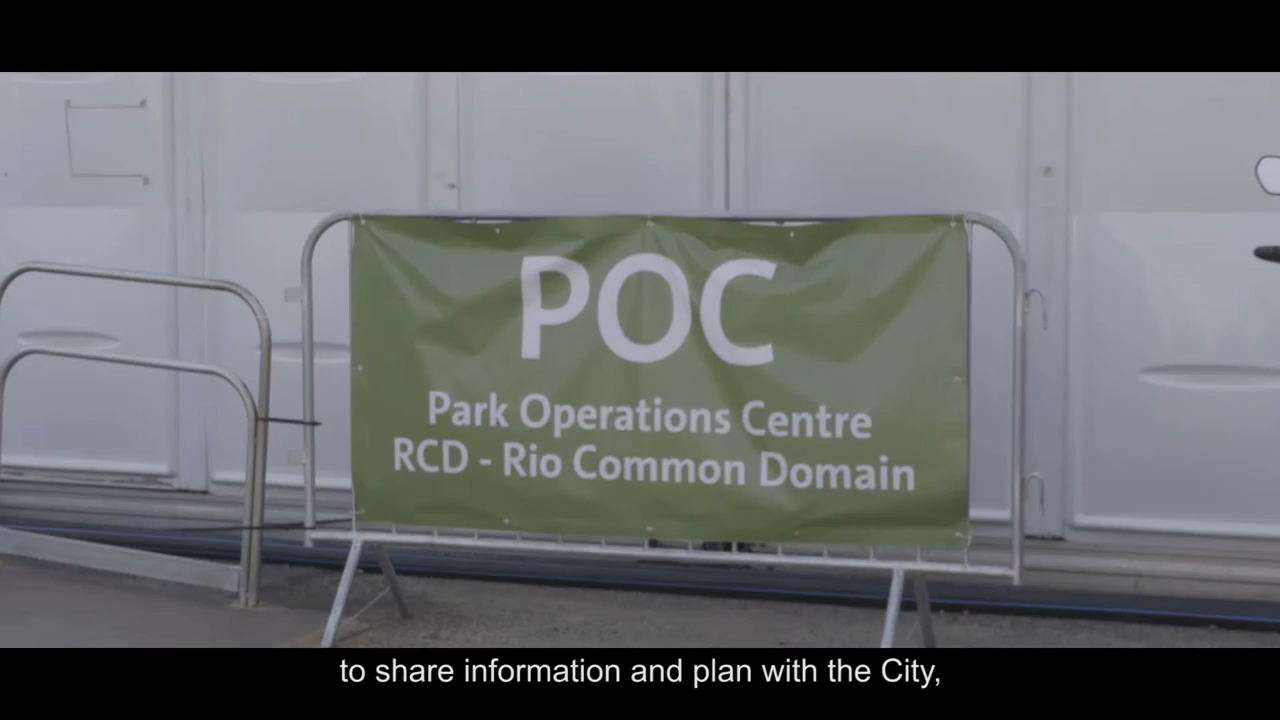 POC
Park Operations Centre
RCD - Rio Common Domain
to share information and plan with the City,